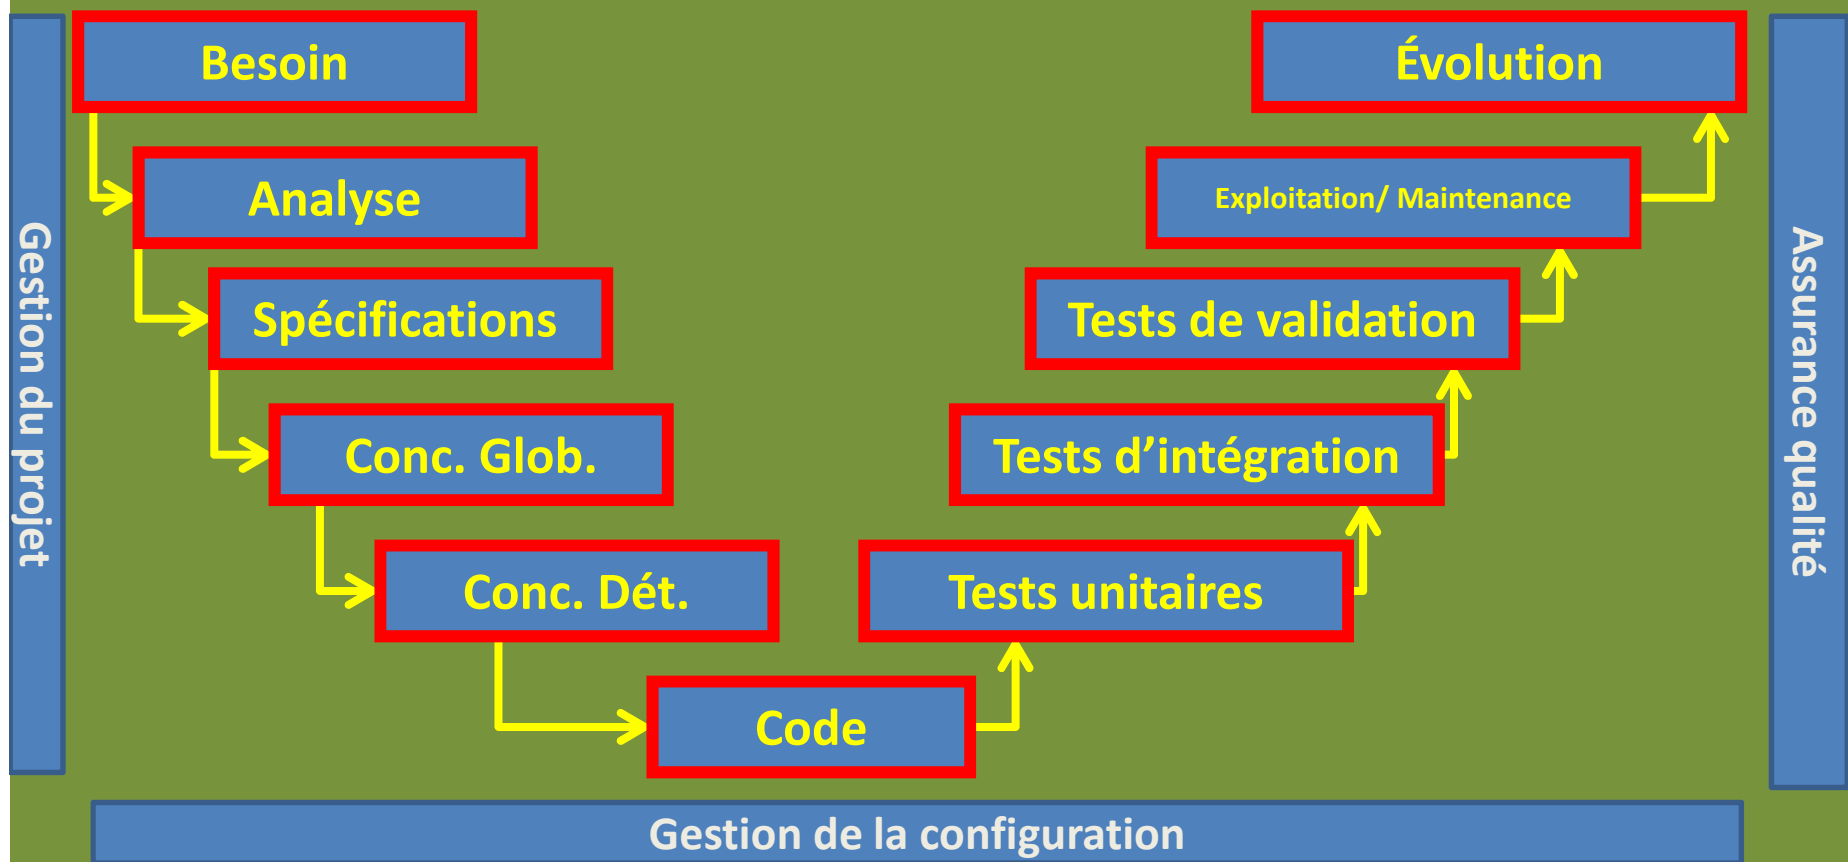 Besoin
Évolution
Analyse
Exploitation/ Maintenance
Spécifications
Tests de validation
Conc. Glob.
Tests d’intégration
Conc. Dét.
Tests unitaires
Code
Gestion du projet
Assurance qualité
Gestion de la configuration